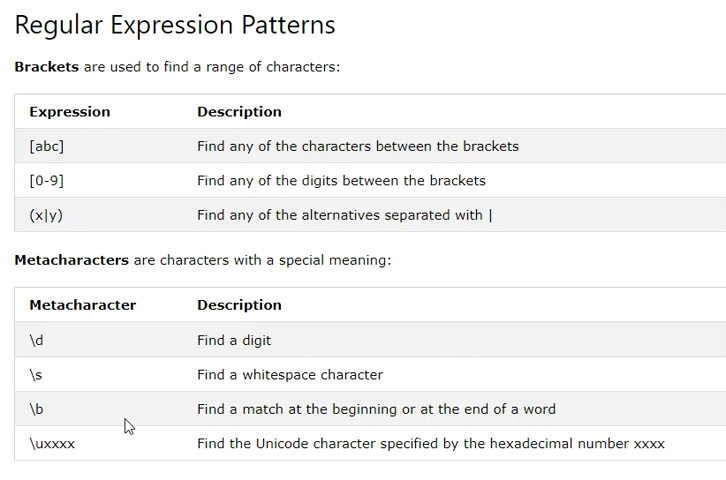 Regular Expression Patterns
Brackets are used to find a range of characters:
Expression Description
[abc] Find any of the characters between the brackets
[0-9] Find any of the digits between the brackets
(x|y) Find any of the alternatives separated with |
Metacharacters are characters with a special meaning:
Metacharacter Description
\d Find a digit
\s Find a whitespace character
\b Find a match at the beginning or at the end of a word
\uxxxx Find the Unicode character specified by the hexadecimal number xxxx